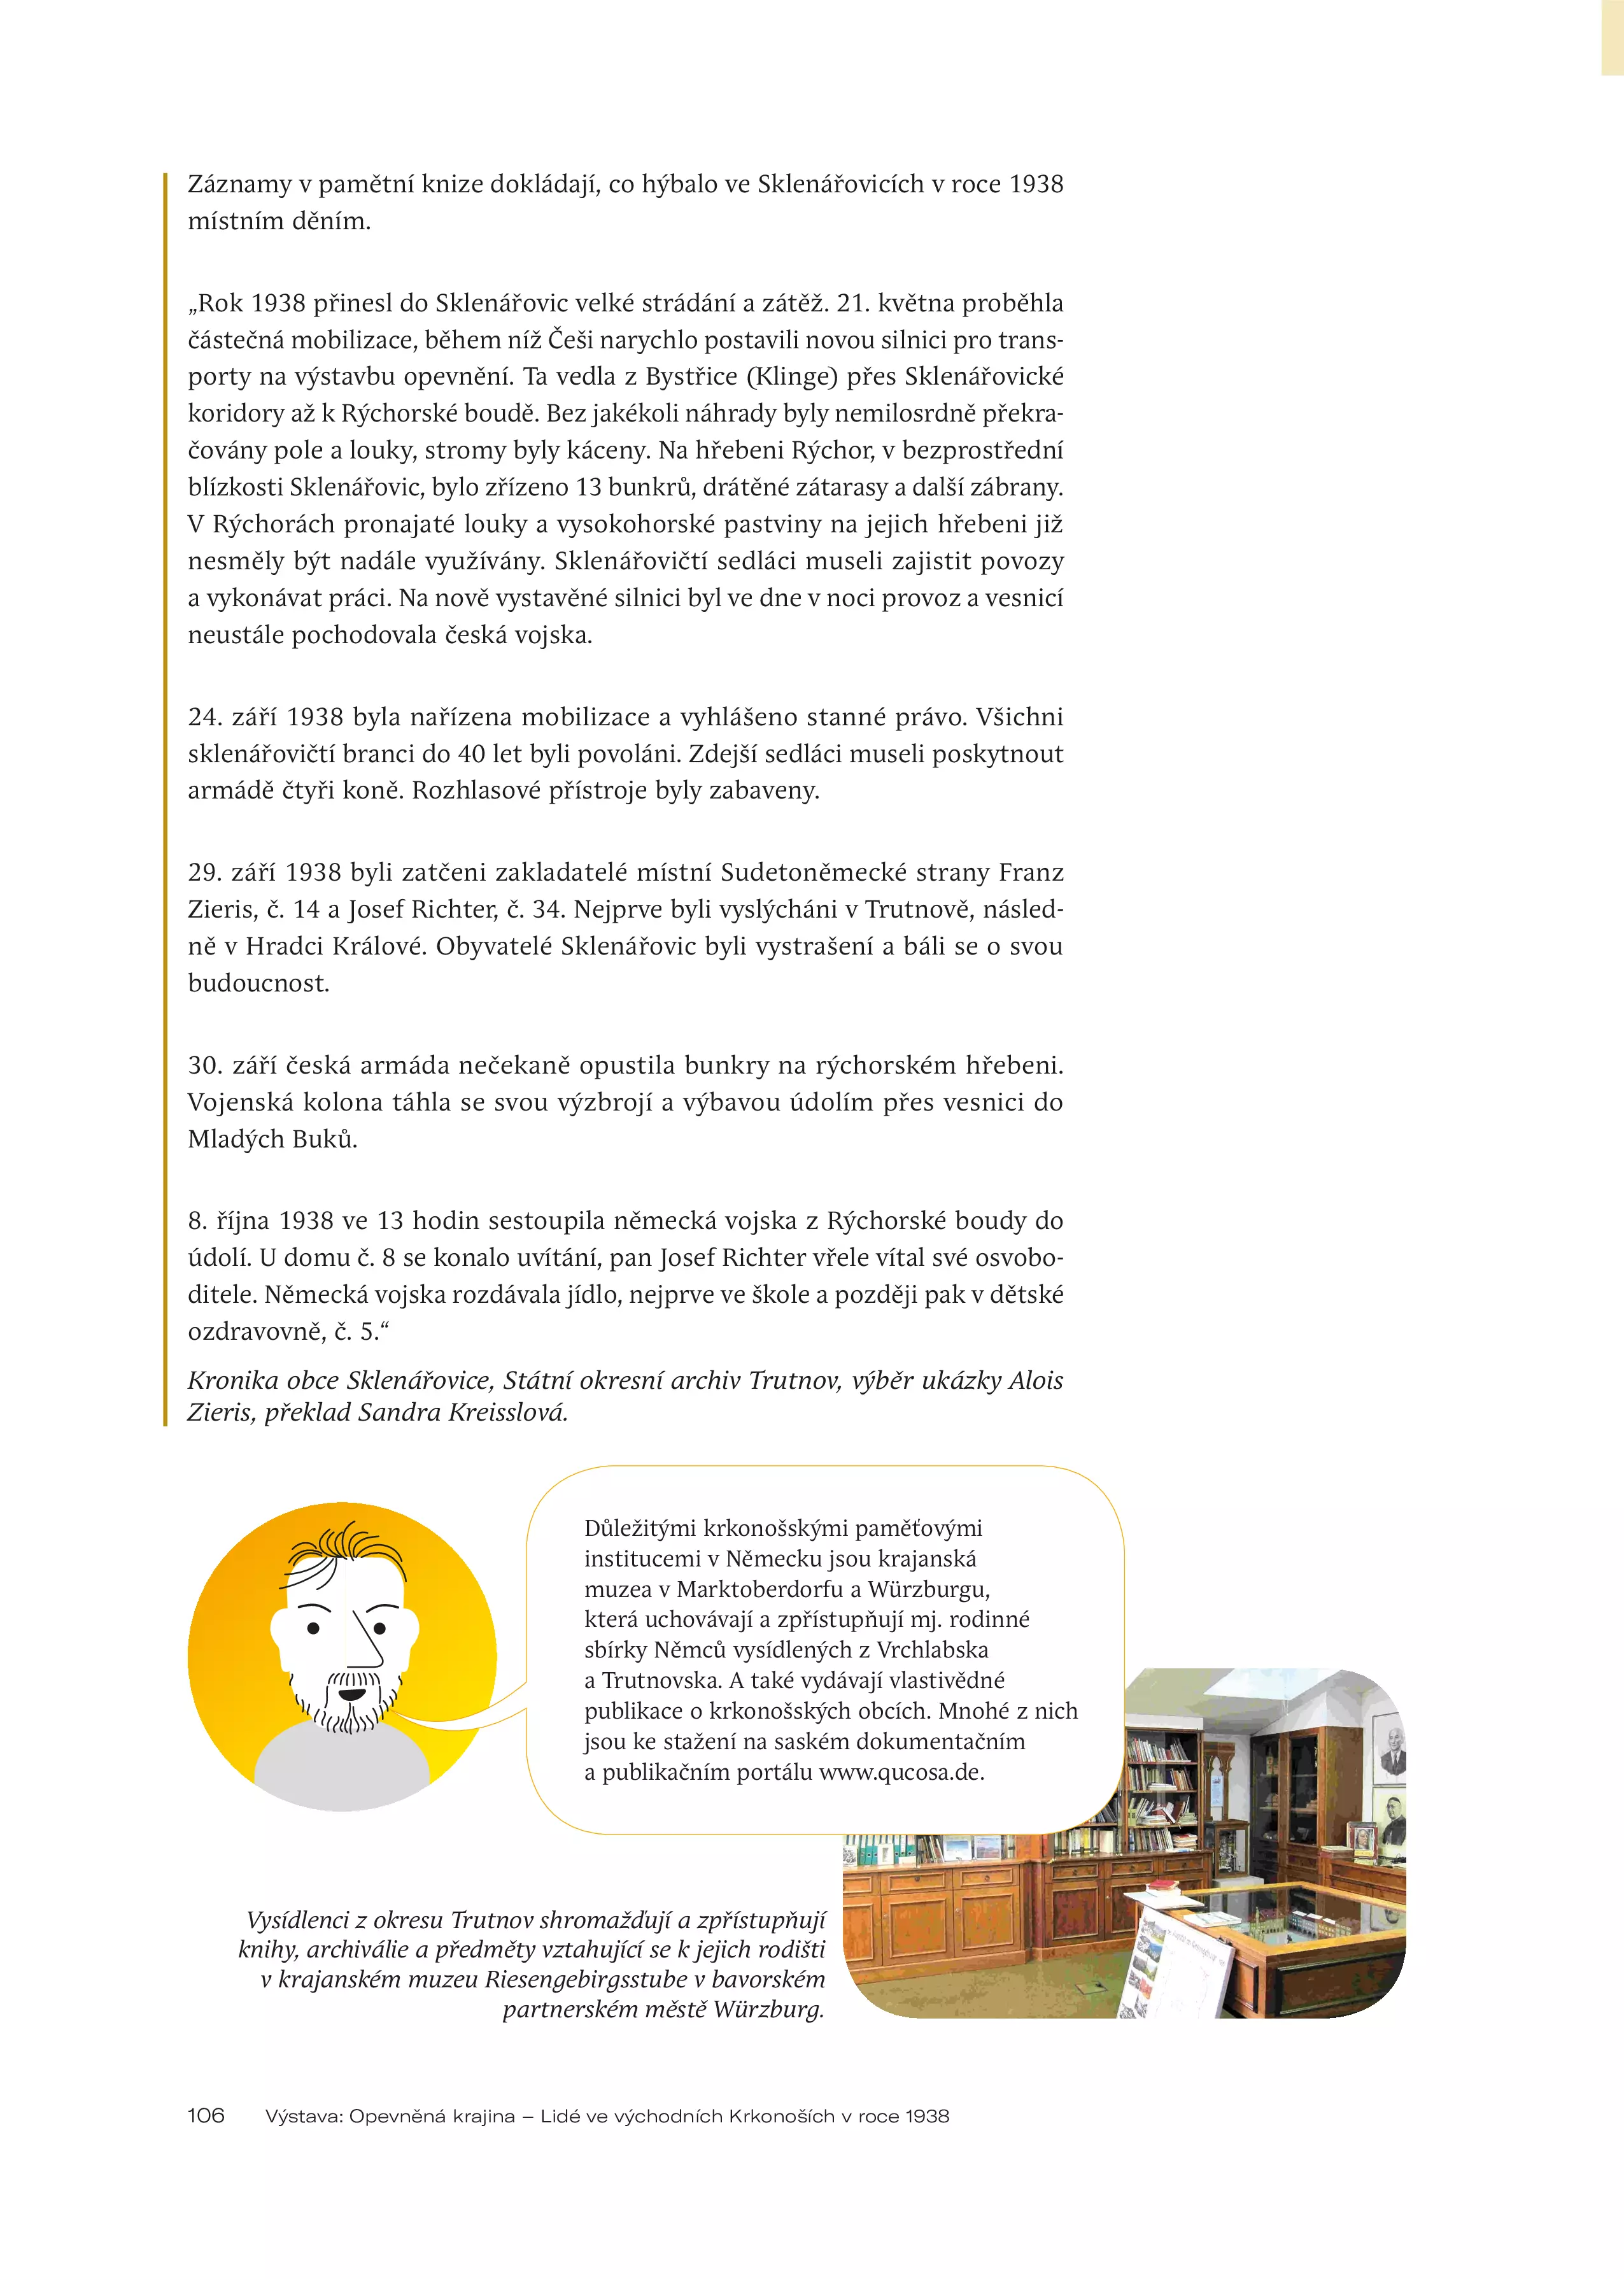 Záznamy v pamětní knize dokládají, co hýbalo ve Sklenářovicích v roce 1938
místním děním.
„Rok 1938 přinesl do Sklenářovic velké strádání a zátěž. 21. května proběhla
částečná mobilizace, během níž Češi narychlo postavili novou silnici pro trans-
porty na výstavbu opevnění. Ta vedla z Bystřice (Klinge) přes Sklenářovické
koridory až k Rýchorské boudě. Bez jakékoli náhrady byly nemilosrdně překra-
čovány pole a louky, stromy byly káceny. Na hřebeni Rýchor, v bezprostřední
blízkosti Sklenářovic, bylo zřízeno 13 bunkrů, drátěné zátarasy a další zábrany.
V Rýchorách pronajaté louky a vysokohorské pastviny na jejich hřebeni již
nesměly být nadále využívány. Sklenářovičtí sedláci museli zajistit povozy
a vykonávat práci. Na nově vystavěné silnici byl ve dne v noci provoz a vesnicí
neustále pochodovala česká vojska.
24. září 1938 byla nařízena mobilizace a vyhlášeno stanné právo. Všichni
sklenářovičtí branci do 40 let byli povoláni. Zdejší sedláci museli poskytnout
armádě čtyři koně. Rozhlasové přístroje byly zabaveny.
29. září 1938 byli zatčeni zakladatelé místní Sudetoněmecké strany Franz
Zieris, č. 14 a Josef Richter, č. 34. Nejprve byli vyslýcháni v Trutnově, násled-
ně v Hradci Králové. Obyvatelé Sklenářovic byli vystrašení a báli se o svou
budoucnost.
30. září česká armáda nečekaně opustila bunkry na rýchorském hřebeni.
Vojenská kolona táhla se svou výzbrojí a výbavou údolím přes vesnici do
Mladých Buků.
8. října 1938 ve 13 hodin sestoupila německá vojska z Rýchorské boudy do
údolí. U domu č. 8 se konalo uvítání, pan Josef Richter vřele vítal své osvobo-
ditele. Německá vojska rozdávala jídlo, nejprve ve škole a později pak v dětské
ozdravovně, č. 5.“
Kronika obce Sklenářovice, Státní okresní archiv Trutnov, výběr ukázky Alois
Zieris, překlad Sandra Kreisslová.
Důležitými krkonošskými paměťovými
institucemi v Německu jsou krajanská
muzea v Marktoberdorfu a Würzburgu,
která uchovávají a zpřístupňují mj. rodinné
sbírky Němců vysídlených z Vrchlabska
a Trutnovska. A také vydávají vlastivědné
publikace o krkonošských obcích. Mnohé z nich
jsou ke stažení na saském dokumentačním
a publikačním portálu www.qucosa.de.
Vysídlenci z okresu Trutnov shromažďují a zpřístupňují
knihy, archiválie a předměty vztahující se k jejich rodišti
v krajanském muzeu Riesengebirgsstube v bavorském
partnerském městě Würzburg.
106 Výstava: Opevněná krajina – Lidé ve východních Krkonoších v roce 1938